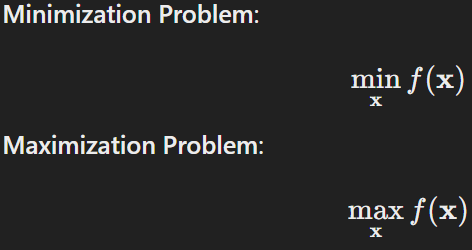 Minimization Problem:
min f(x)
x
Maximization Problem:
max f(x)
x